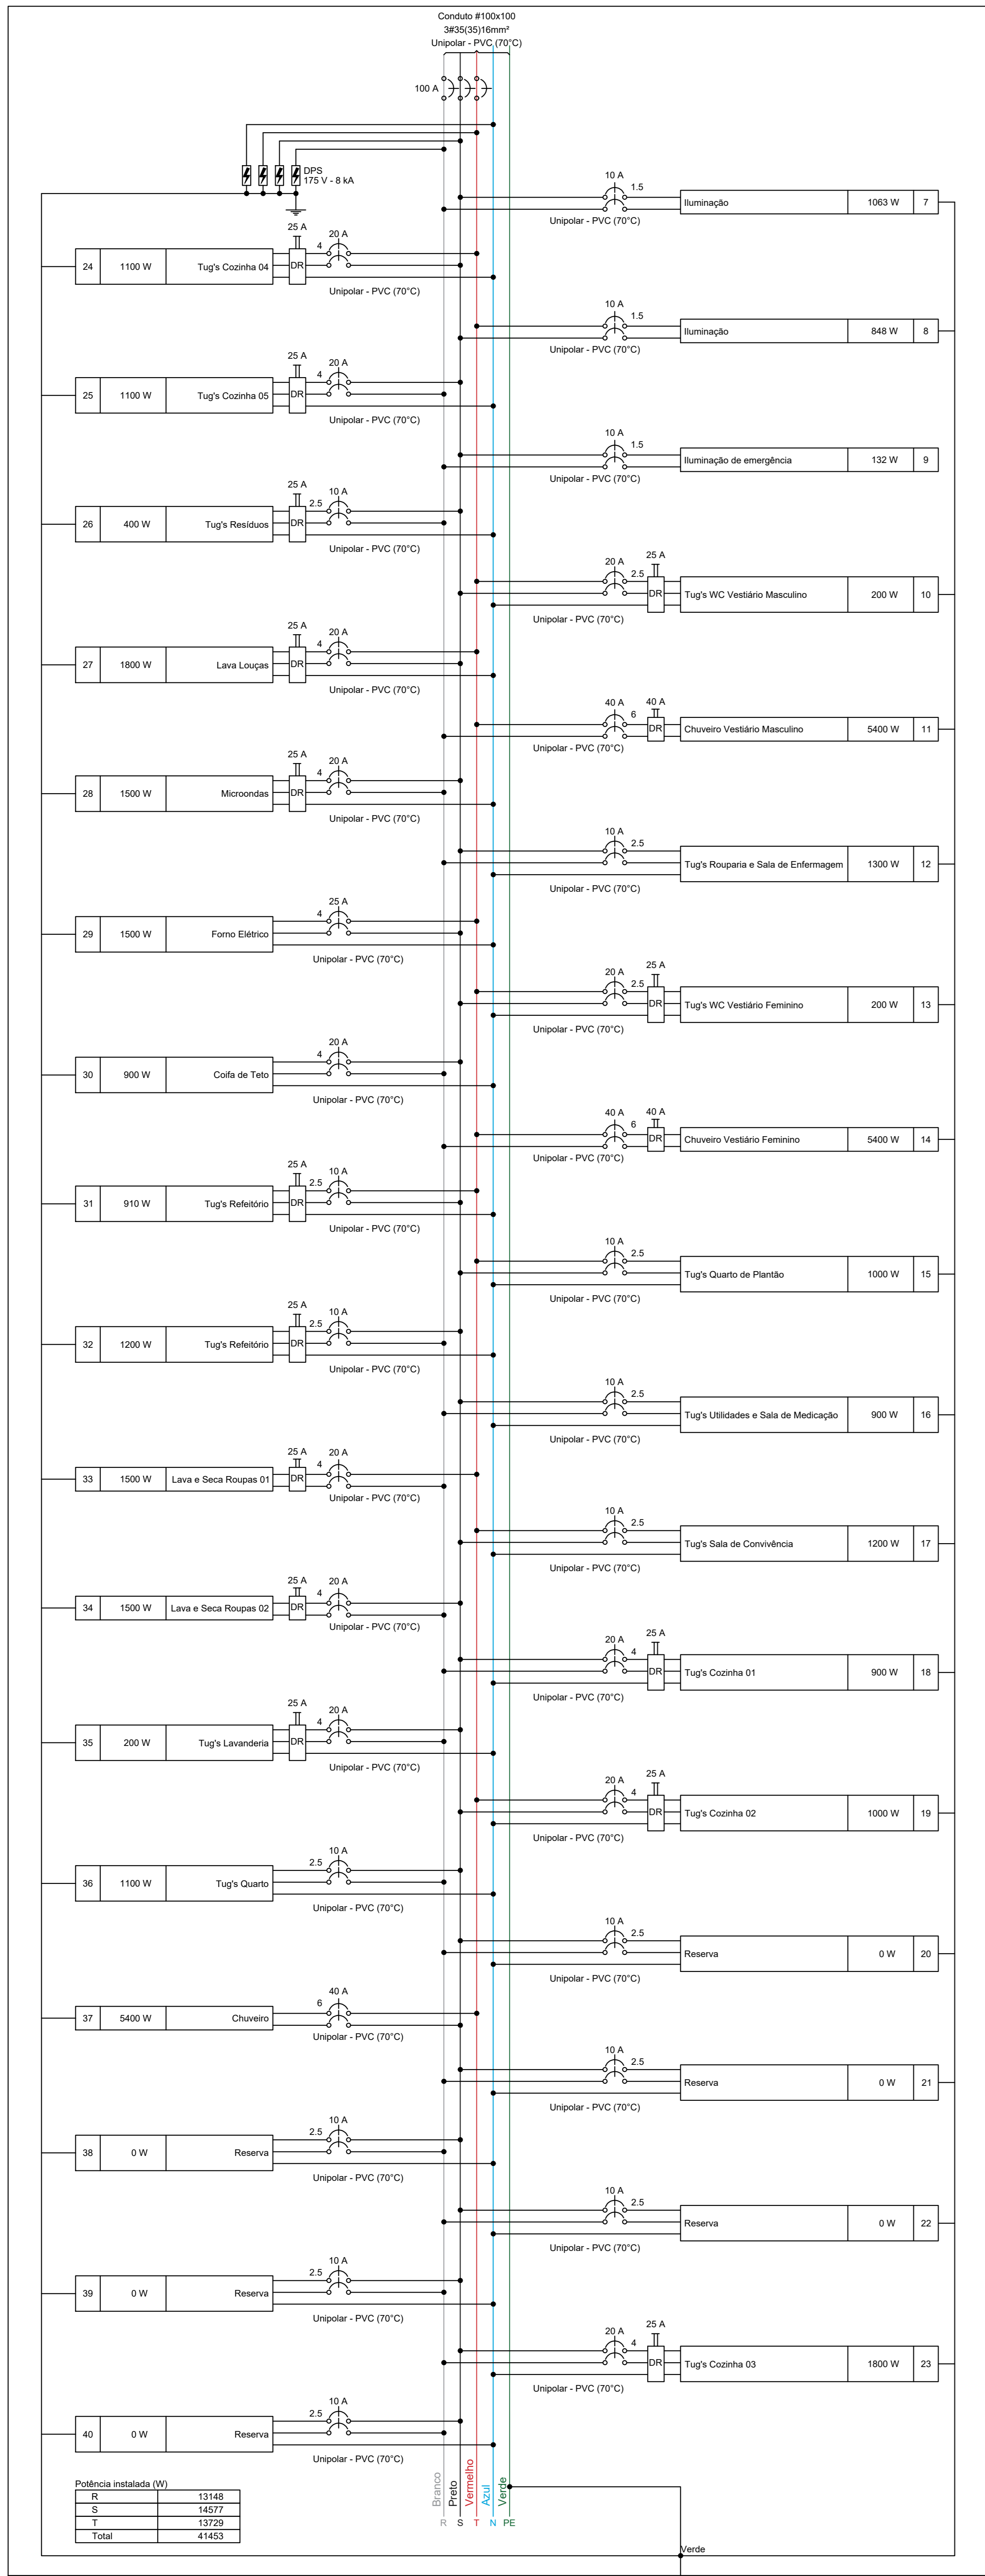 Conduto #100x100
3#35(35)16mm²
Unipolar - PVC (70°C)
100 A
DPS
175 V - 8 kA
10 A
1.5
Iluminação 1063 W 7
Unipolar - PVC (70°C)
25 A
20 A
4
24 1100 W Tug's Cozinha 04 DR
Unipolar - PVC (70°C)
10 A
1.5
Iluminação 848 W 8
Unipolar - PVC (70°C)
25 A
20 A
4
25 1100 W Tug's Cozinha 05 DR
Unipolar - PVC (70°C)
10 A
1.5
Iluminação de emergência 132 W 9
Unipolar - PVC (70°C)
25 A
10 A
2.5
26 400 W Tug's Resíduos DR
Unipolar - PVC (70°C)
25 A
20 A
2.5
DR Tug's WC Vestiário Masculino 200 W 10
Unipolar - PVC (70°C)
25 A
20 A
4
27 1800 W Lava Louças DR
Unipolar - PVC (70°C)
40 A 40 A
6
DR Chuveiro Vestiário Masculino 5400 W 11
Unipolar - PVC (70°C)
25 A
20 A
4
28 1500 W Microondas DR
Unipolar - PVC (70°C)
10 A
2.5
Tug's Rouparia e Sala de Enfermagem 1300 W 12
Unipolar - PVC (70°C)
25 A
4
29 1500 W Forno Elétrico
Unipolar - PVC (70°C)
25 A
20 A
2.5
DR Tug's WC Vestiário Feminino 200 W 13
Unipolar - PVC (70°C)
20 A
4
30 900 W Coifa de Teto
Unipolar - PVC (70°C)
40 A 40 A
6
DR Chuveiro Vestiário Feminino 5400 W 14
Unipolar - PVC (70°C)
25 A
10 A
2.5
31 910 W Tug's Refeitório DR
Unipolar - PVC (70°C)
10 A
2.5
Tug's Quarto de Plantão 1000 W 15
Unipolar - PVC (70°C)
25 A
10 A
2.5
32 1200 W Tug's Refeitório DR
Unipolar - PVC (70°C)
10 A
2.5
Tug's Utilidades e Sala de Medicação 900 W 16
Unipolar - PVC (70°C)
25 A 20 A
4
33 1500 W Lava e Seca Roupas 01 DR
Unipolar - PVC (70°C)
10 A
2.5
Tug's Sala de Convivência 1200 W 17
Unipolar - PVC (70°C)
25 A 20 A
4
34 1500 W Lava e Seca Roupas 02 DR
Unipolar - PVC (70°C)
25 A
20 A
4
DR Tug's Cozinha 01 900 W 18
Unipolar - PVC (70°C)
25 A
20 A
4
35 200 W Tug's Lavanderia DR
Unipolar - PVC (70°C)
25 A
20 A
4
DR Tug's Cozinha 02 1000 W 19
Unipolar - PVC (70°C)
10 A
2.5
36 1100 W Tug's Quarto
Unipolar - PVC (70°C)
10 A
2.5
Reserva 0 W 20
Unipolar - PVC (70°C)
40 A
6
37 5400 W Chuveiro
Unipolar - PVC (70°C)
10 A
2.5
Reserva 0 W 21
Unipolar - PVC (70°C)
10 A
2.5
38 0 W Reserva
Unipolar - PVC (70°C)
10 A
2.5
Reserva 0 W 22
Unipolar - PVC (70°C)
10 A
2.5
39 0 W Reserva
Unipolar - PVC (70°C)
25 A
20 A
4
DR Tug's Cozinha 03 1800 W 23
Unipolar - PVC (70°C)
10 A
2.5
40 0 W Reserva
Unipolar - PVC (70°C)
Potência instalada (W)
R 13148
S 14577
T 13729
Total 41453
Branco
Preto
Vermelho
Azul
Verde
R S T N PE
Verde